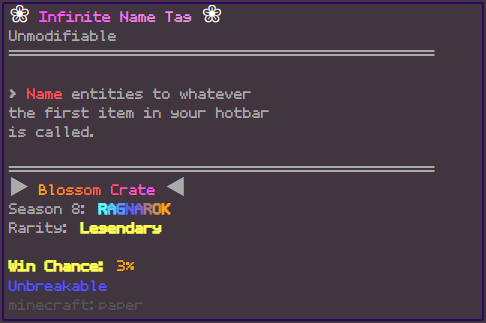 ❀ Infinite Name Tag ❀
Unmodifiable
> Name entities to whatever
the first item in your hotbar
is called.
▶ Blossom Crate ◀
Season 8: RAGNAROK
Rarity: Legendary
Win Chance: 3%
Unbreakable
minecraft:paper